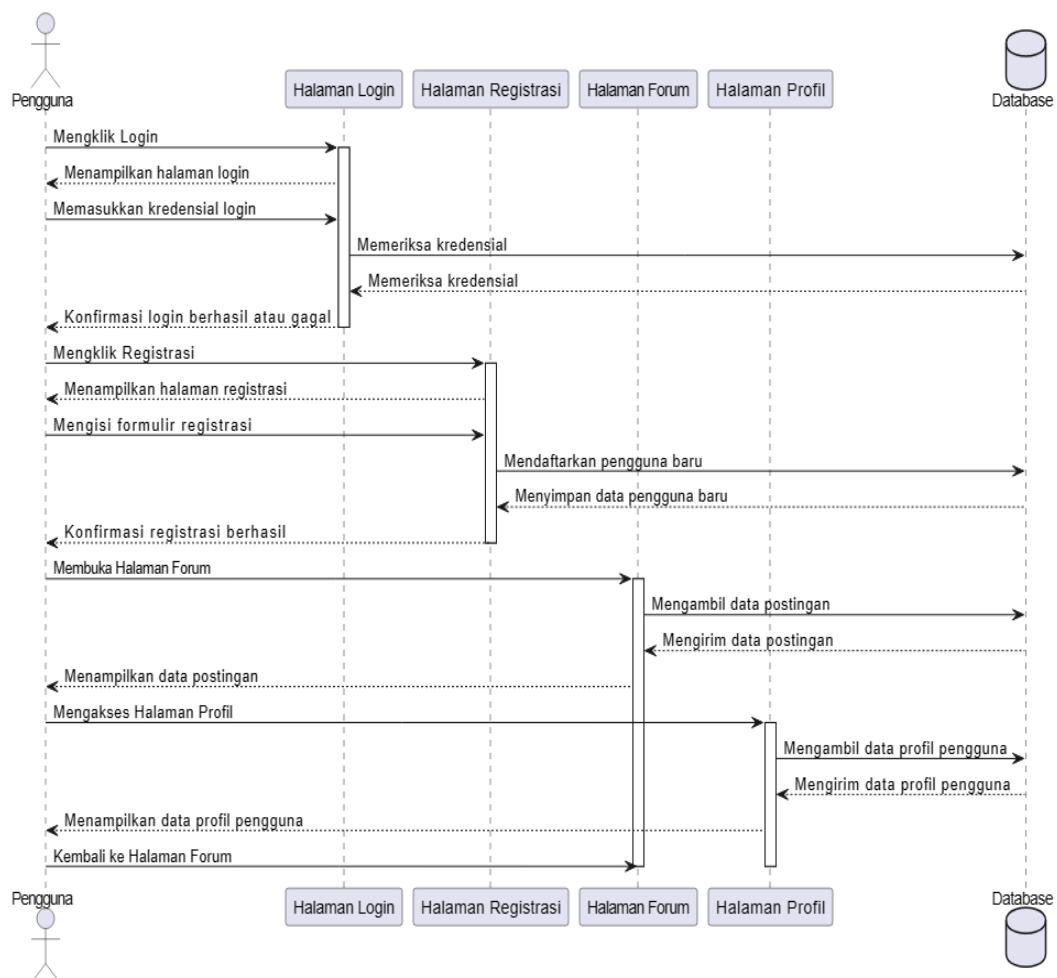 Pengguna
Halaman Login
Halaman Registrasi
Halaman Forum
Halaman Profil
Database
Mengklik Login
Menampilkan halaman login
Memasukkan kredensial login
Memeriksa kredensial
Memeriksa kredensial
Konfirmasi login berhasil atau gagal
Mengklik Registrasi
Menampilkan halaman registrasi
Mengisi formulir registrasi
Mendaftarkan pengguna baru
Menyimpan data pengguna baru
Konfirmasi registrasi berhasil
Membuka Halaman Forum
Mengambil data postingan
Mengirim data postingan
Menampilkan data postingan
Mengakses Halaman Profil
Mengambil data profil pengguna
Mengirim data profil pengguna
Menampilkan data profil pengguna
Kembali ke Halaman Forum
Pengguna
Halaman Login
Halaman Registrasi
Halaman Forum
Halaman Profil
Database